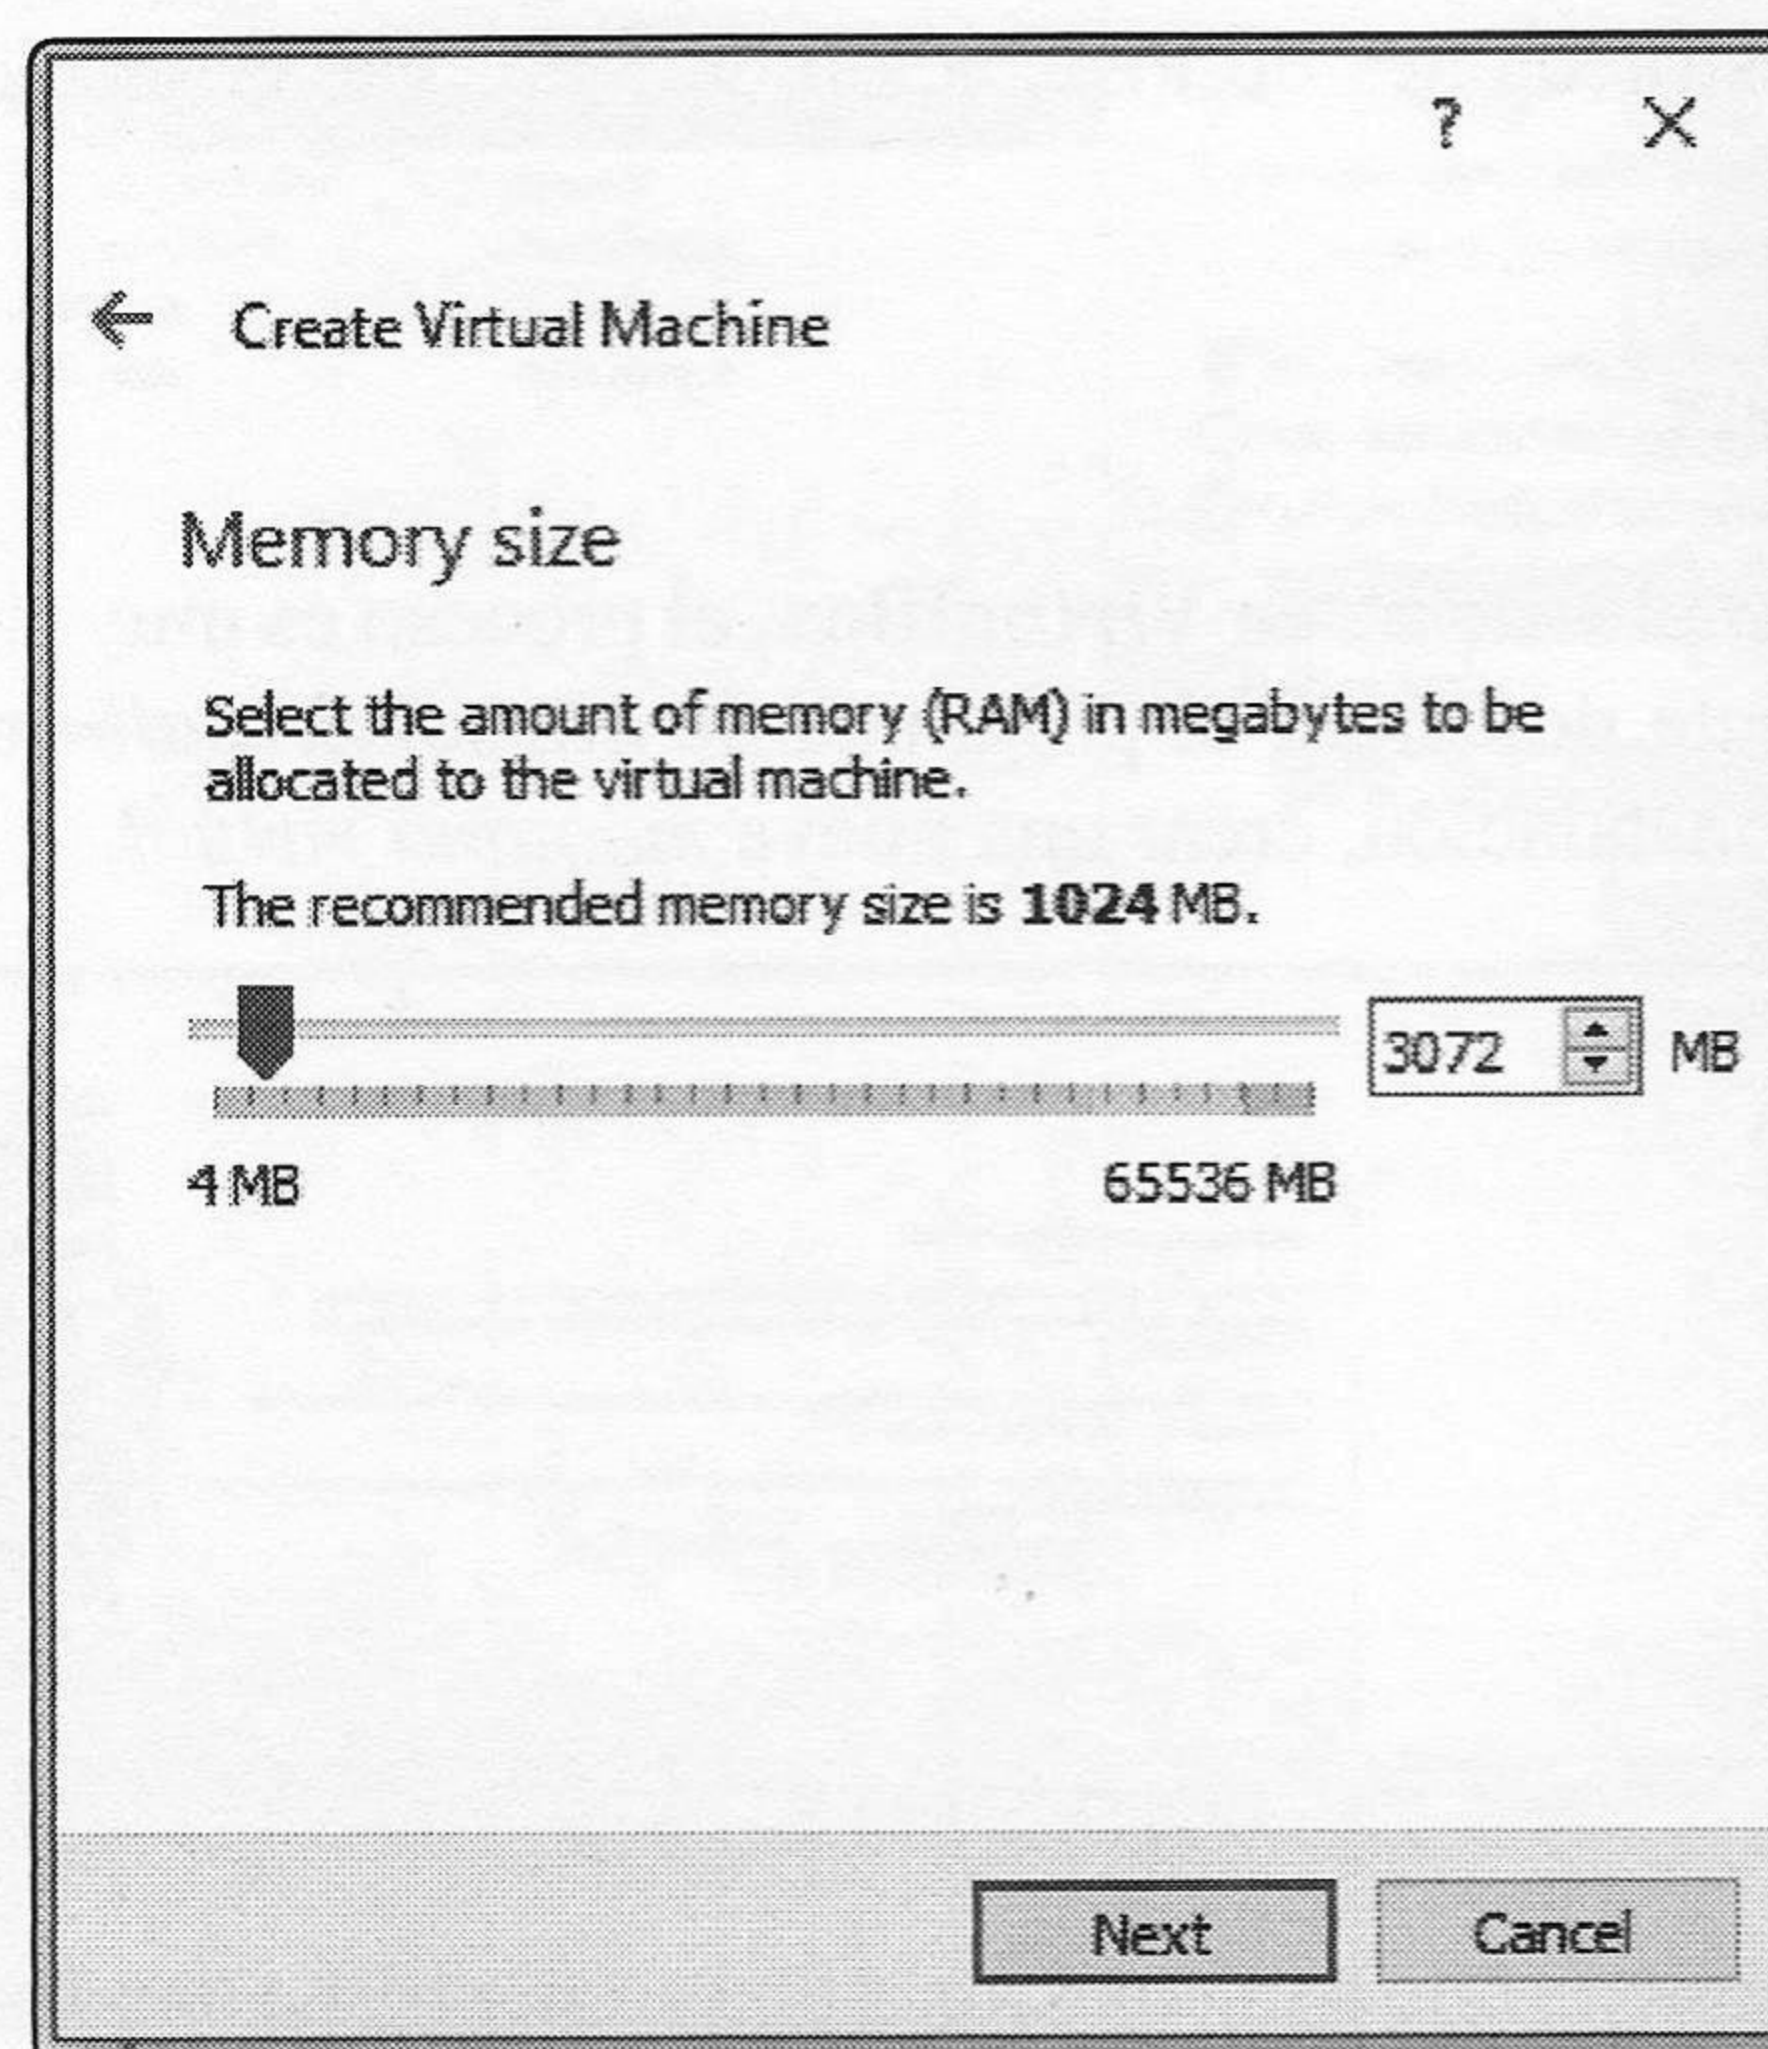 ? ×
← Create Virtual Machine
Memory size
Select the amount of memory (RAM) in megabytes to be
allocated to the virtual machine.
The recommended memory size is 1024 MB.
3072 MB
4 MB 65536 MB
Next Cancel